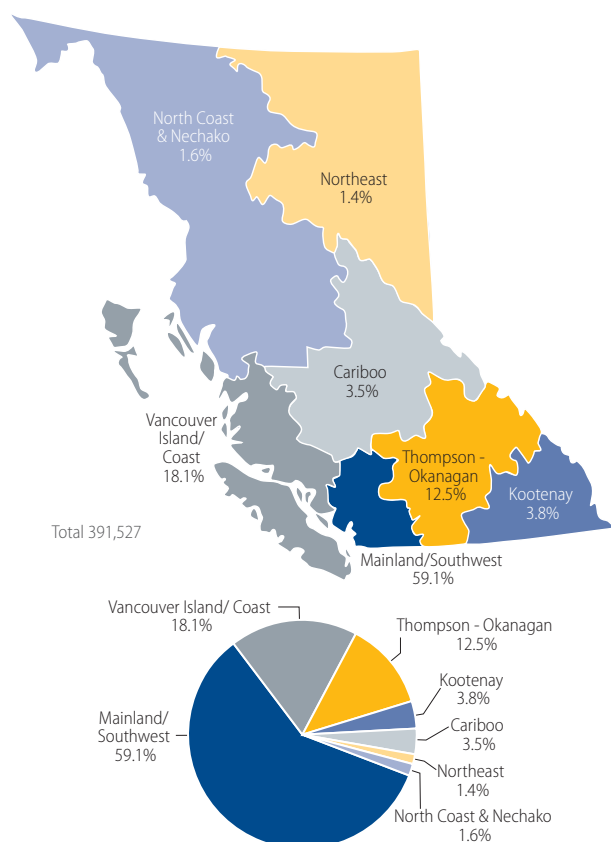 North Coast
& Nechako
1.6%
Northeast
1.4%
Cariboo
3.5%
Vancouver
Island/
Coast
18.1%
Thompson -
Okanagan
12.5%
Kootenay
3.8%
Total 391,527
Mainland/Southwest
59.1%
Vancouver Island/ Coast
18.1%
Thompson - Okanagan
12.5%
Kootenay
3.8%
Mainland/
Southwest
59.1%
Cariboo
3.5%
Northeast
1.4%
North Coast & Nechako
1.6%